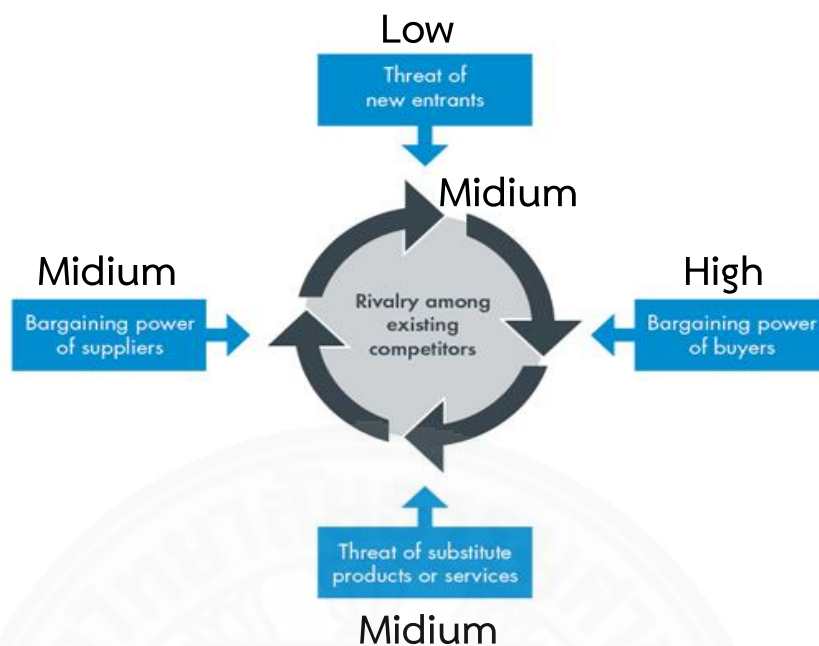 Low
Threat of
new entrants
Midium
Midium
High
Bargaining power
of suppliers
Rivalry among
existing
competitors
Bargaining power
of buyers
Threat of substitute
products or services
Midium